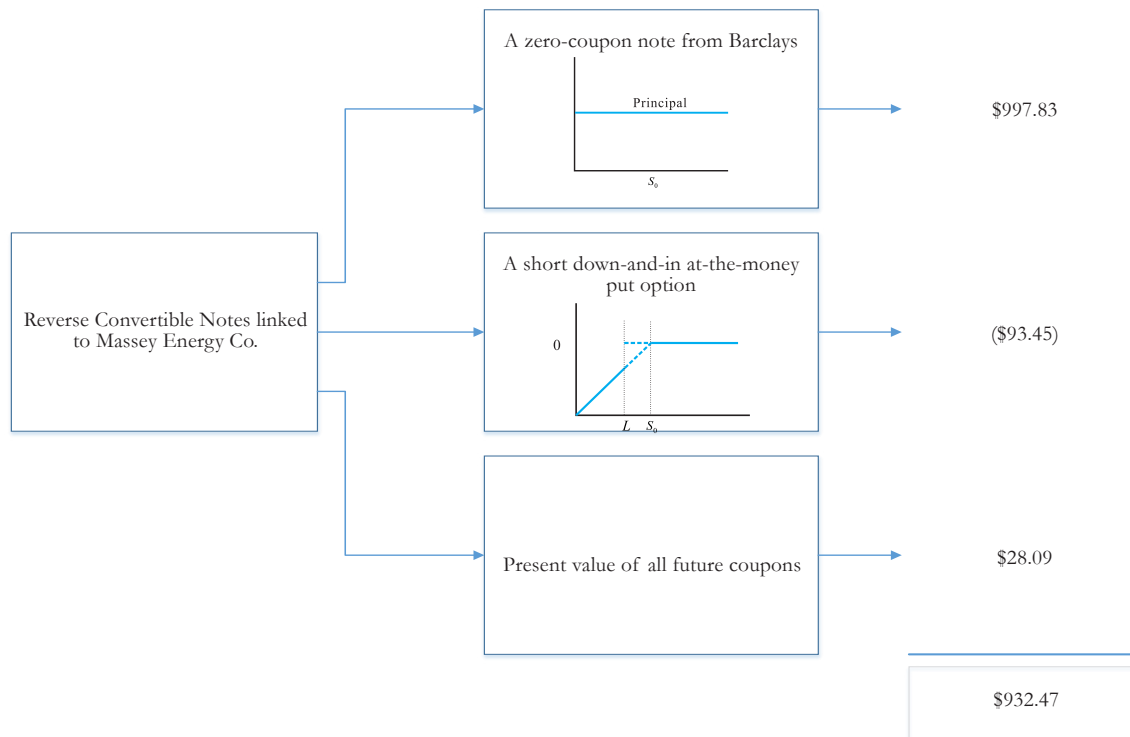 A zero-coupon note from Barclays
Principal
S₀
$997.83
Reverse Convertible Notes linked
to Massey Energy Co.
A short down-and-in at-the-money
put option
0
L S₀
($93.45)
Present value of all future coupons
$28.09
$932.47